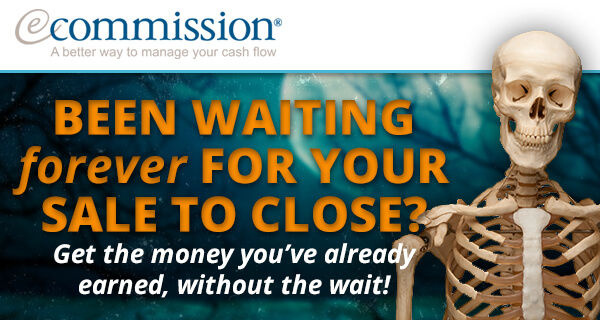 ecommission®
A better way to manage your cash flow
BEEN WAITING
forever FOR YOUR
SALE TO CLOSE?
Get the money you’ve already
earned, without the wait!